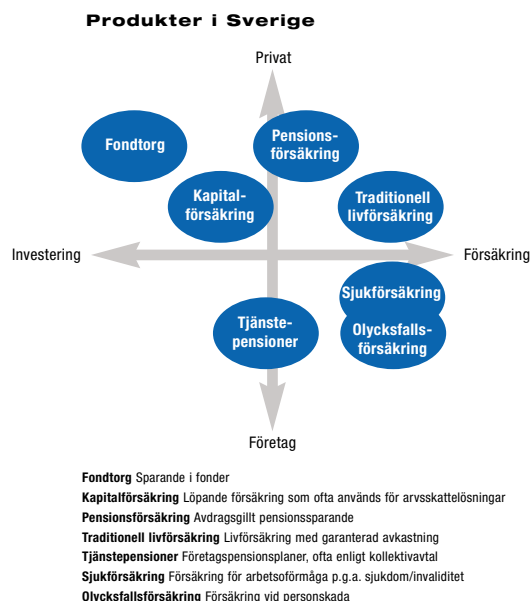 Produkter i Sverige
Privat
Fondtorg
Pensions-
försäkring
Kapital-
försäkring
Traditionell
livförsäkring
Investering
Försäkring
Sjukförsäkring
Tjänste-
pensioner
Olycksfalls-
försäkring
Företag
Fondtorg Sparande i fonder
Kapitalförsäkring Löpande försäkring som ofta används för arvsskattelösningar
Pensionsförsäkring Avdragsgillt pensionssparande
Traditionell livförsäkring Livförsäkring med garanterad avkastning
Tjänstepensioner Företagspensionsplaner, ofta enligt kollektivavtal
Sjukförsäkring Försäkring för arbetsoförmåga p.g.a. sjukdom/invaliditet
Olycksfallsförsäkring Försäkring vid personskada